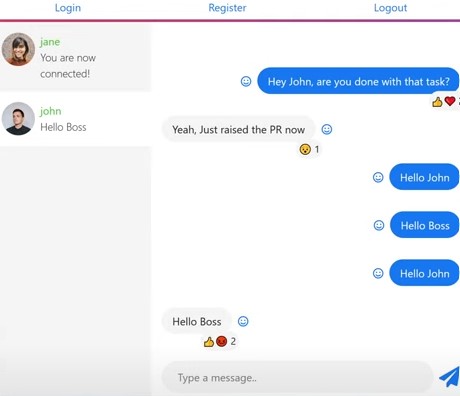 Login Register Logout
jane
You are now
connected!
john
Hello Boss
Hey John, are you done with that task?
Yeah, Just raised the PR now
1
Hello John
Hello Boss
Hello John
Hello Boss
2
Type a message..